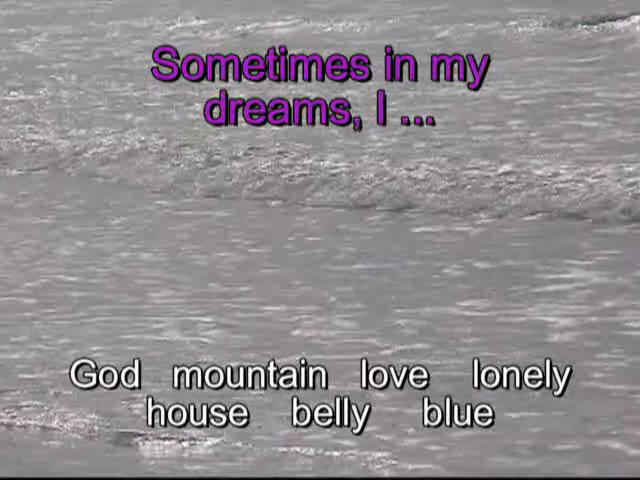 Sometimes in my
dreams, I ...
God mountain love lonely
house belly blue